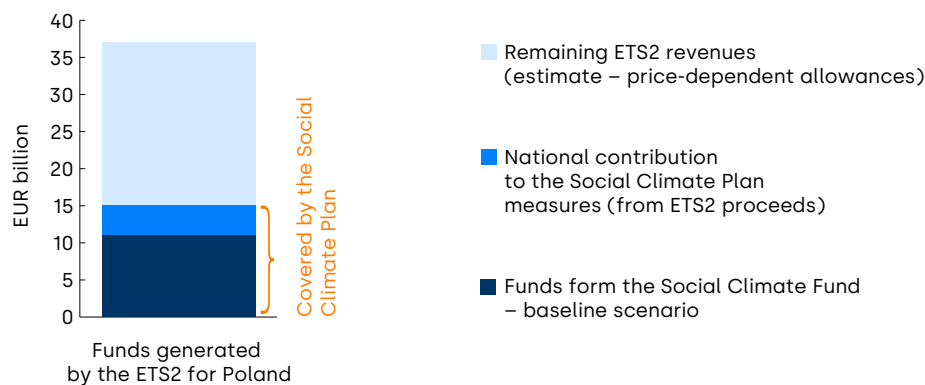 40
35
30
25
20
15
10
5
0
EUR billion
Covered by the Social
Climate Plan
Funds generated
by the ETS2 for Poland
Remaining ETS2 revenues
(estimate – price-dependent allowances)
National contribution
to the Social Climate Plan
measures (from ETS2 proceeds)
Funds form the Social Climate Fund
– baseline scenario